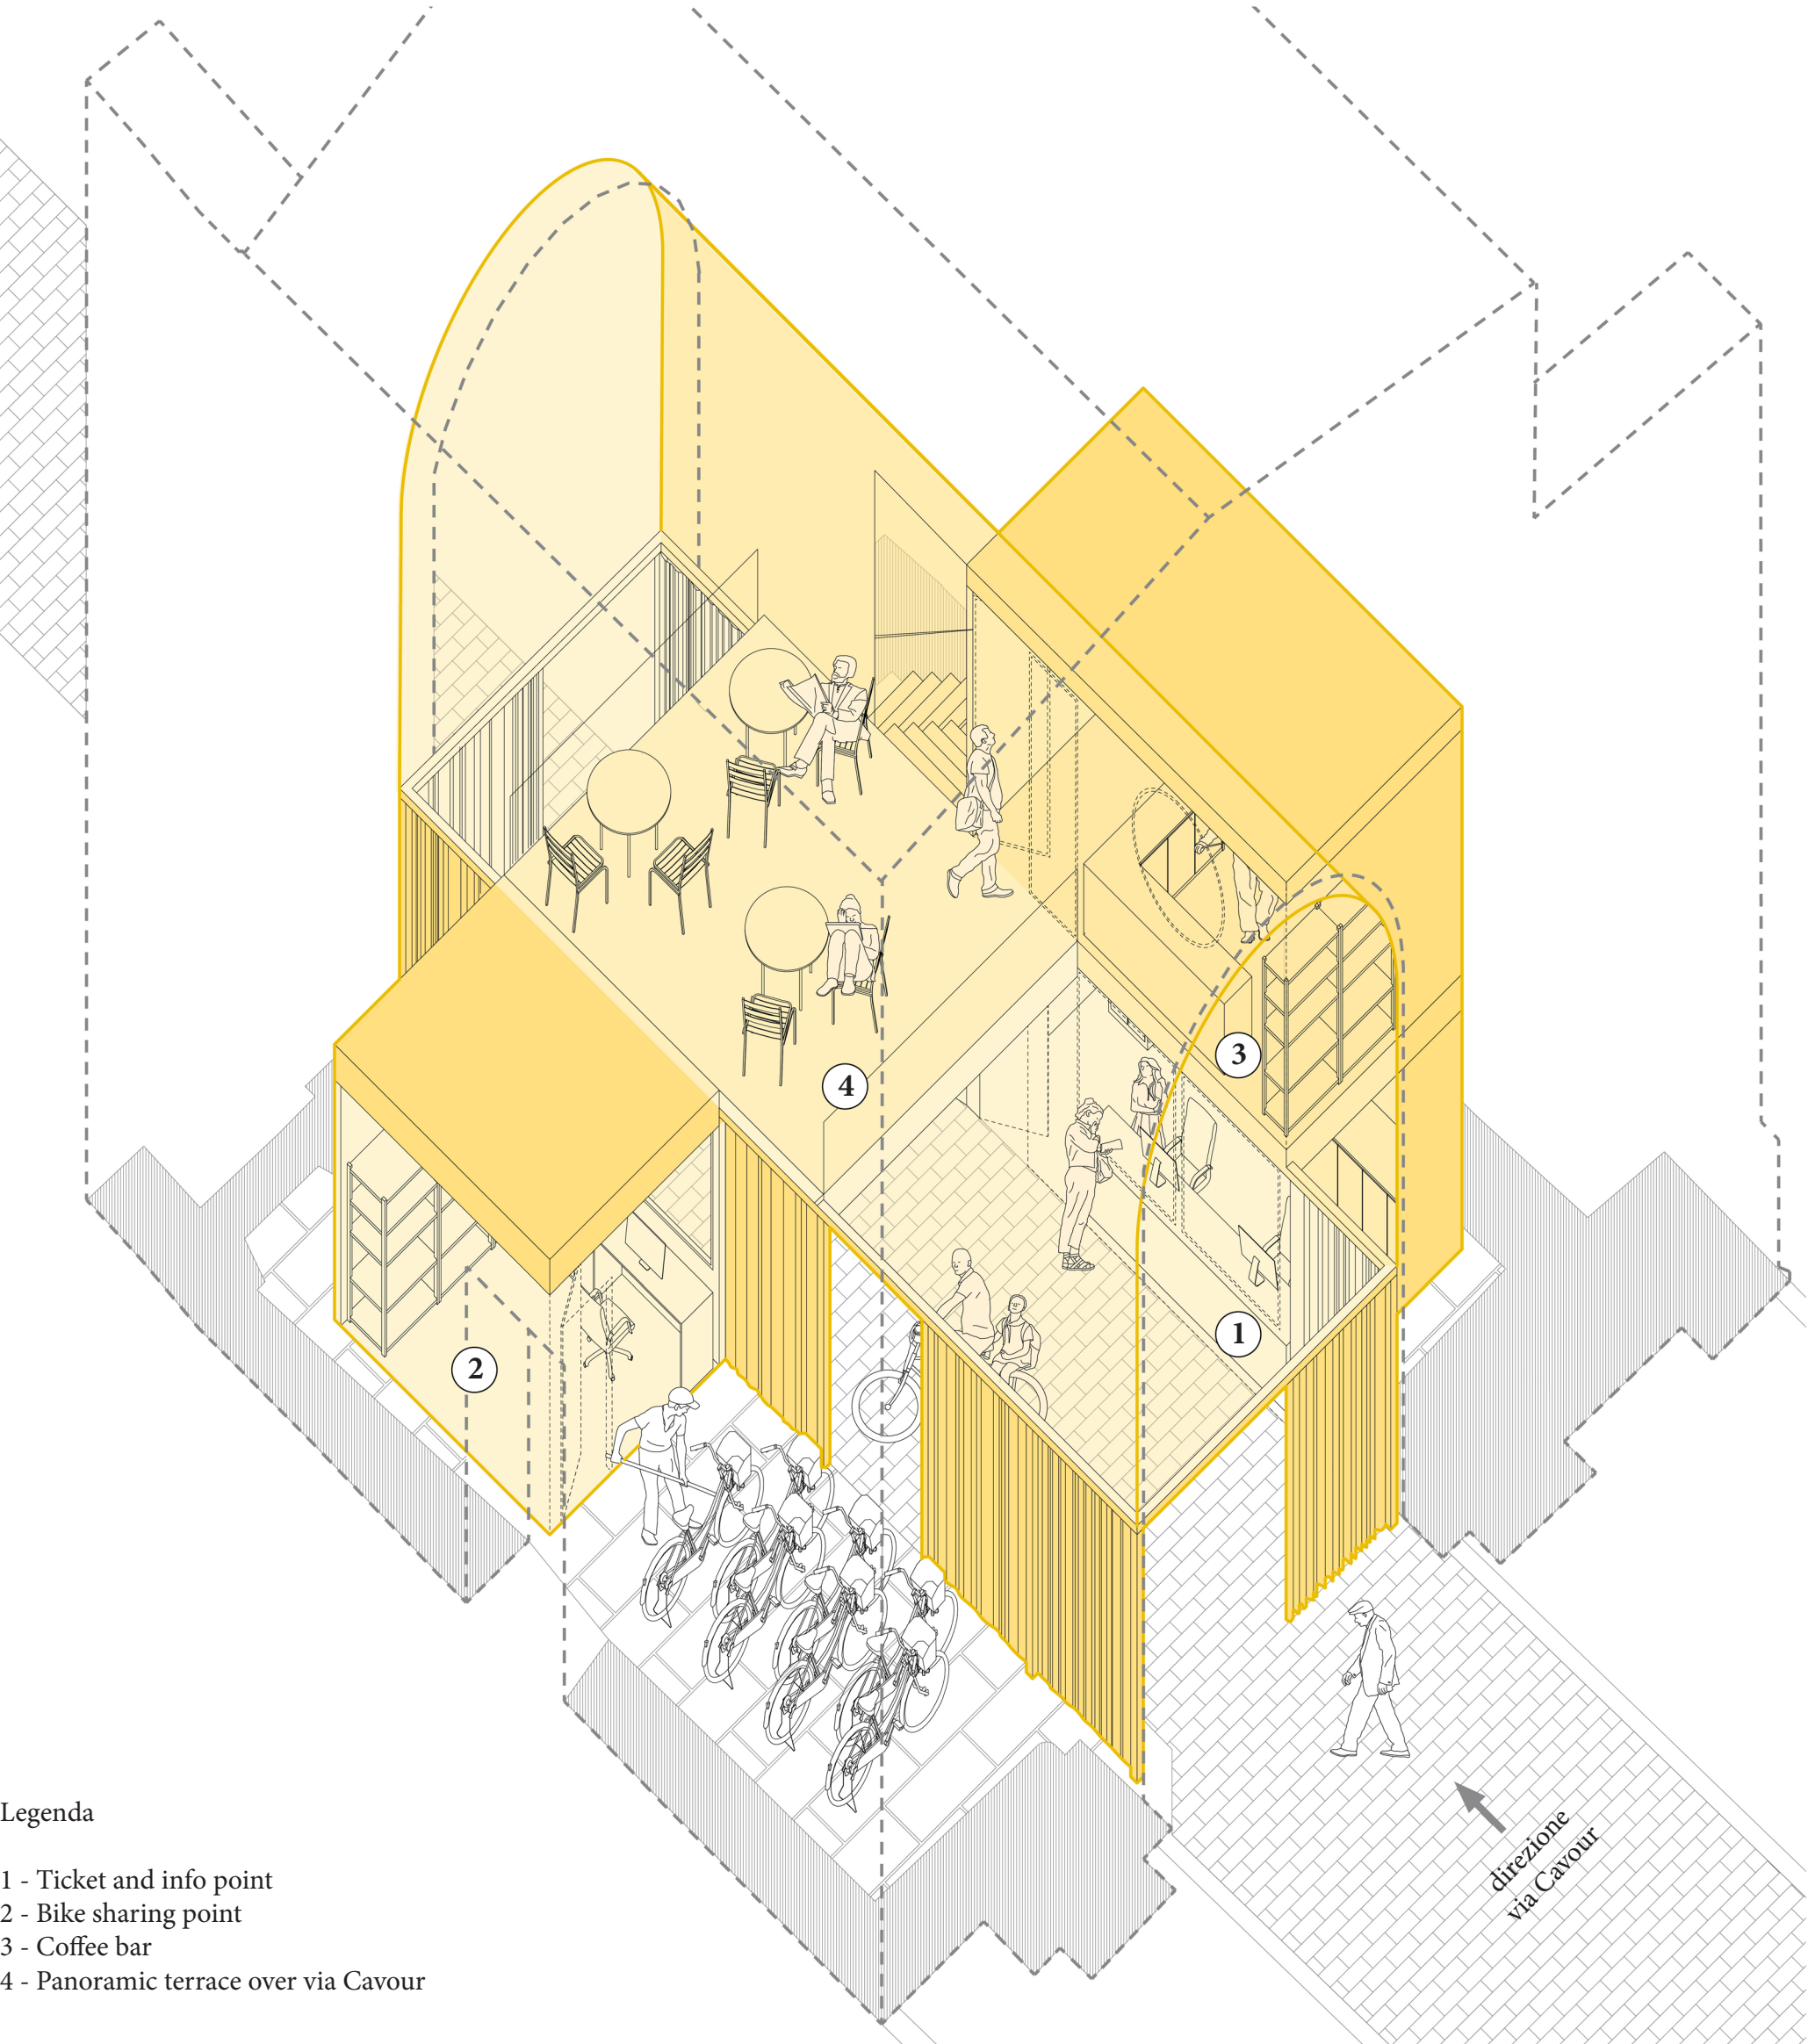 4
3
1
2
direzione
via Cavour
Legenda
1 - Ticket and info point
2 - Bike sharing point
3 - Coffee bar
4 - Panoramic terrace over via Cavour